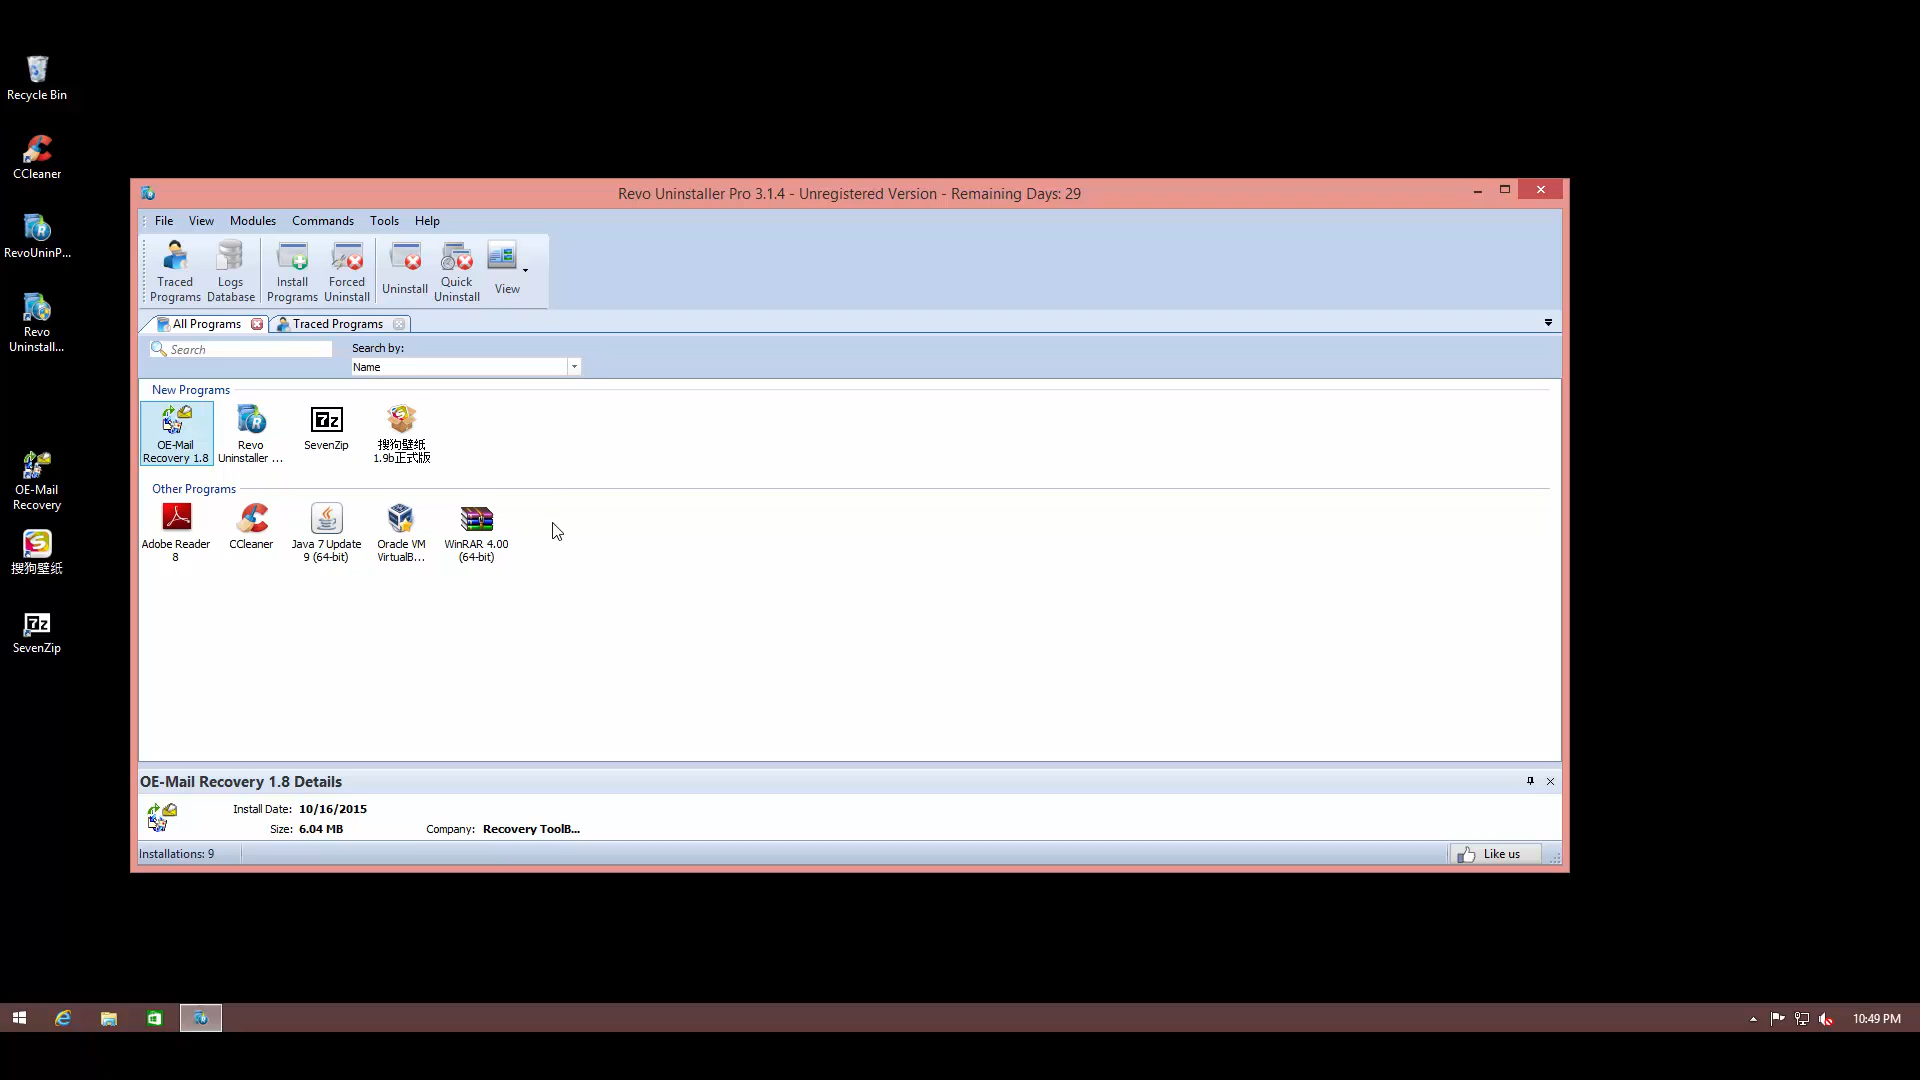 Recycle Bin
CCleaner
RevoUninP...
Revo
Uninstall...
OE-Mail
Recovery
搜狗壁纸
SevenZip
Revo Uninstaller Pro 3.1.4 - Unregistered Version - Remaining Days: 29
File View Modules Commands Tools Help
Traced
Programs
Logs
Database
Install
Programs
Forced
Uninstall
Uninstall
Quick
Uninstall
View
All Programs
Traced Programs
Search
Search by:
Name
New Programs
OE-Mail
Recovery 1.8
Revo
Uninstaller ...
SevenZip
搜狗壁纸
1.9b正式版
Other Programs
Adobe Reader
8
CCleaner
Java 7 Update
9 (64-bit)
Oracle VM
VirtualB...
WinRAR 4.00
(64-bit)
OE-Mail Recovery 1.8 Details
Install Date: 10/16/2015
Size: 6.04 MB Company: Recovery ToolB...
Installations: 9
Like us
10:49 PM